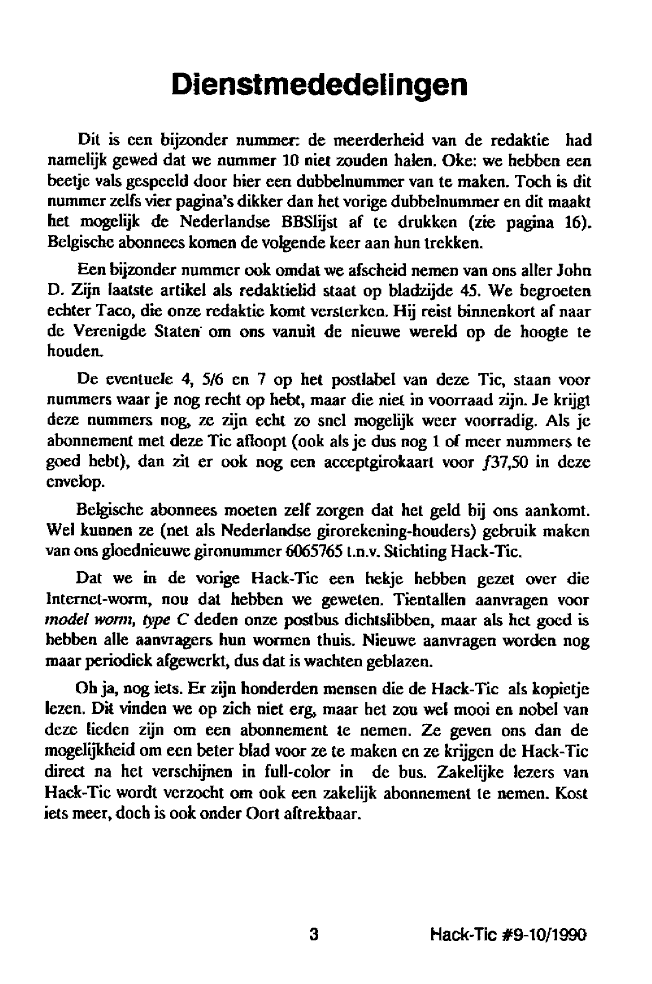 Dienstmededelingen
Dit is een bijzonder nummer: de meerderheid van de redaktie had
namelijk gewed dat we nummer 10 niet zouden halen. Oke: we hebben een
beetje vals gespeeld door hier een dubbelnummer van te maken. Toch is dit
nummer zelfs vier pagina's dikker dan het vorige dubbelnummer en dit maakt
het mogelijk de Nederlandse BBSlijst af te drukken (zie pagina 16).
Belgische abonnees komen de volgende keer aan hun trekken.
Een bijzonder nummer ook omdat we afscheid nemen van ons aller John
D. Zijn laatste artikel als redaktielid staat op bladzijde 45. We begroeten
echter Taco, die onze redaktie komt versterken. Hij reist binnenkort af naar
de Verenigde Staten om ons vanuit de nieuwe wereld op de hoogte te
houden.
De eventuele 4, 5/6 en 7 op het postlabel van deze Tic, staan voor
nummers waar je nog recht op hebt, maar die niet in voorraad zijn. Je krijgt
deze nummers nog, ze zijn echt zo snel mogelijk weer voorradig. Als je
abonnement met deze Tic afloopt (ook als je dus nog 1 of meer nummers te
goed hebt), dan zit er ook nog een acceptgirokaart voor ƒ37,50 in deze
envelop.
Belgische abonnees moeten zelf zorgen dat het geld bij ons aankomt.
Wel kunnen ze (net als Nederlandse girorekening-houders) gebruik maken
van ons gloednieuwe gironummer 6065765 t.n.v. Stichting Hack-Tic.
Dat we in de vorige Hack-Tic een hekje hebben gezet over die
Internet-worm, nou dat hebben we geweten. Tientallen aanvragen voor
model worm, type C deden onze postbus dichtslibben, maar als het goed is
hebben alle aanvragers hun wormen thuis. Nieuwe aanvragen worden nog
maar periodiek afgewerkt, dus dat is wachten geblazen.
Oh ja, nog iets. Er zijn honderden mensen die de Hack-Tic als kopietje
lezen. Dit vinden we op zich niet erg, maar het zou wel mooi en nobel van
deze lieden zijn om een abonnement te nemen. Ze geven ons dan de
mogelijkheid om een beter blad voor ze te maken en ze krijgen de Hack-Tic
direct na het verschijnen in full-color in de bus. Zakelijke lezers van
Hack-Tic wordt verzocht om ook een zakelijk abonnement te nemen. Kost
iets meer, doch is ook onder Oort aftrekbaar.
3 Hack-Tic #9-10/1990